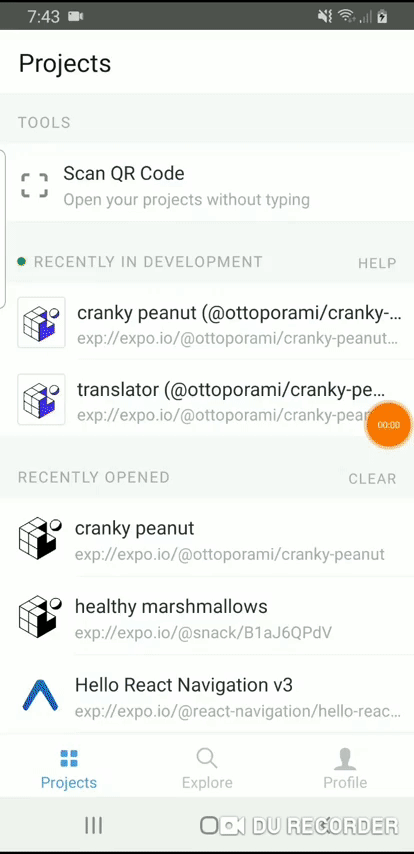 7:43
Projects
TOOLS
Scan QR Code
Open your projects without typing
RECENTLY IN DEVELOPMENT
HELP
cranky peanut (@ottoporami/cranky-...
exp://expo.io/@ottoporami/cranky-peanut...
translator (@ottoporami/cranky-pe...
exp://expo.io/@ottoporami/cranky-pea
00:00
RECENTLY OPENED
CLEAR
cranky peanut
exp://expo.io/@ottoporami/cranky-peanut
healthy marshmallows
exp://expo.io/@snack/B1aJ6QPdV
Hello React Navigation v3
exp://expo.io/@react-navigation/hello-reac...
Projects
Explore
Profile
DU RECORDER